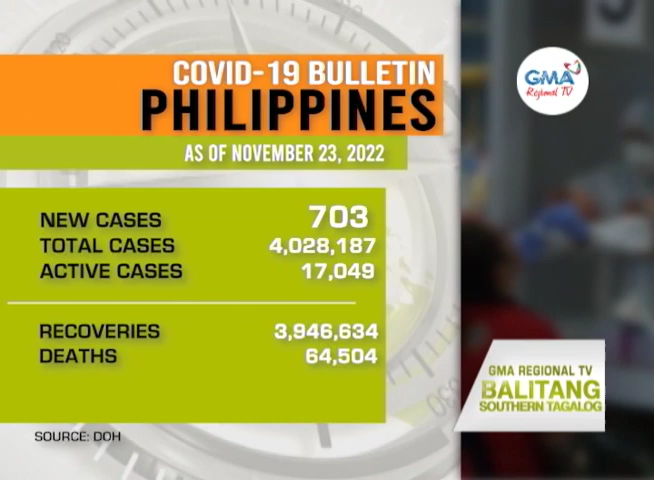 COVID-19 BULLETIN
PHILIPPINES
AS OF NOVEMBER 23, 2022
GMA
Regional TV
NEW CASES 703
TOTAL CASES 4,028,187
ACTIVE CASES 17,049
RECOVERIES 3,946,634
DEATHS 64,504
GMA REGIONAL TV
BALITANG
SOUTHERN TAGALOG
SOURCE: DOH